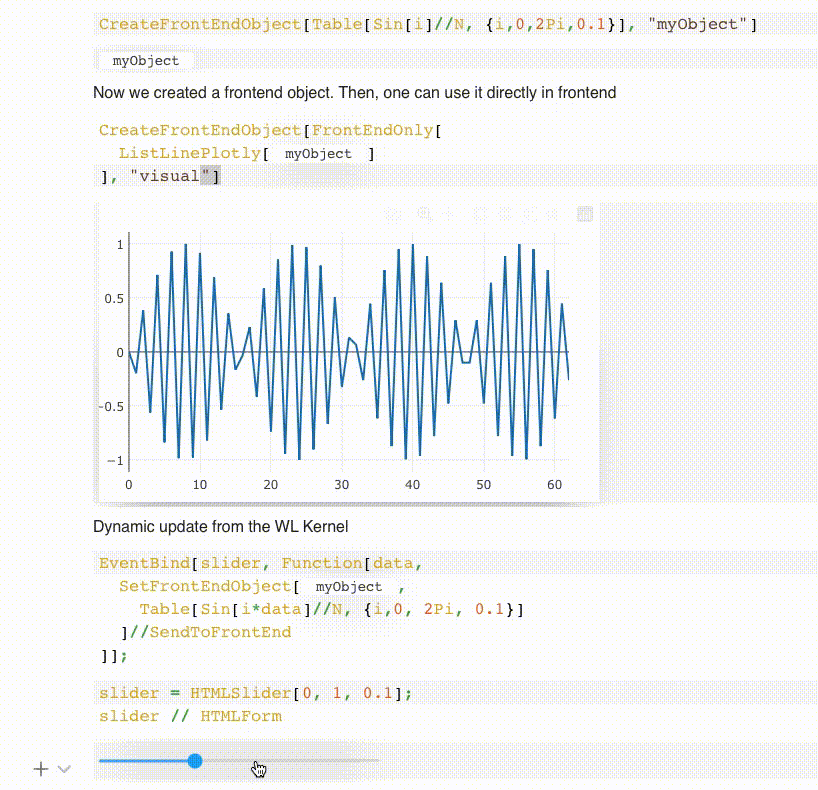 CreateFrontEndObject[Table[Sin[i]//N, {i,0,2Pi,0.1}], "myObject"]
myObject
Now we created a frontend object. Then, one can use it directly in frontend
CreateFrontEndObject[FrontEndOnly[
ListLinePlotly[ myObject ]
], "visual"]
1
0.5
0
-0.5
−1
0 10 20 30 40 50 60
Dynamic update from the WL Kernel
EventBind[slider, Function[data,
SetFrontEndObject[ myObject ,
Table[Sin[i*data]//N, {i,0, 2Pi, 0.1}]
]//SendToFrontEnd
]];
slider = HTMLSlider[0, 1, 0.1];
slider // HTMLForm